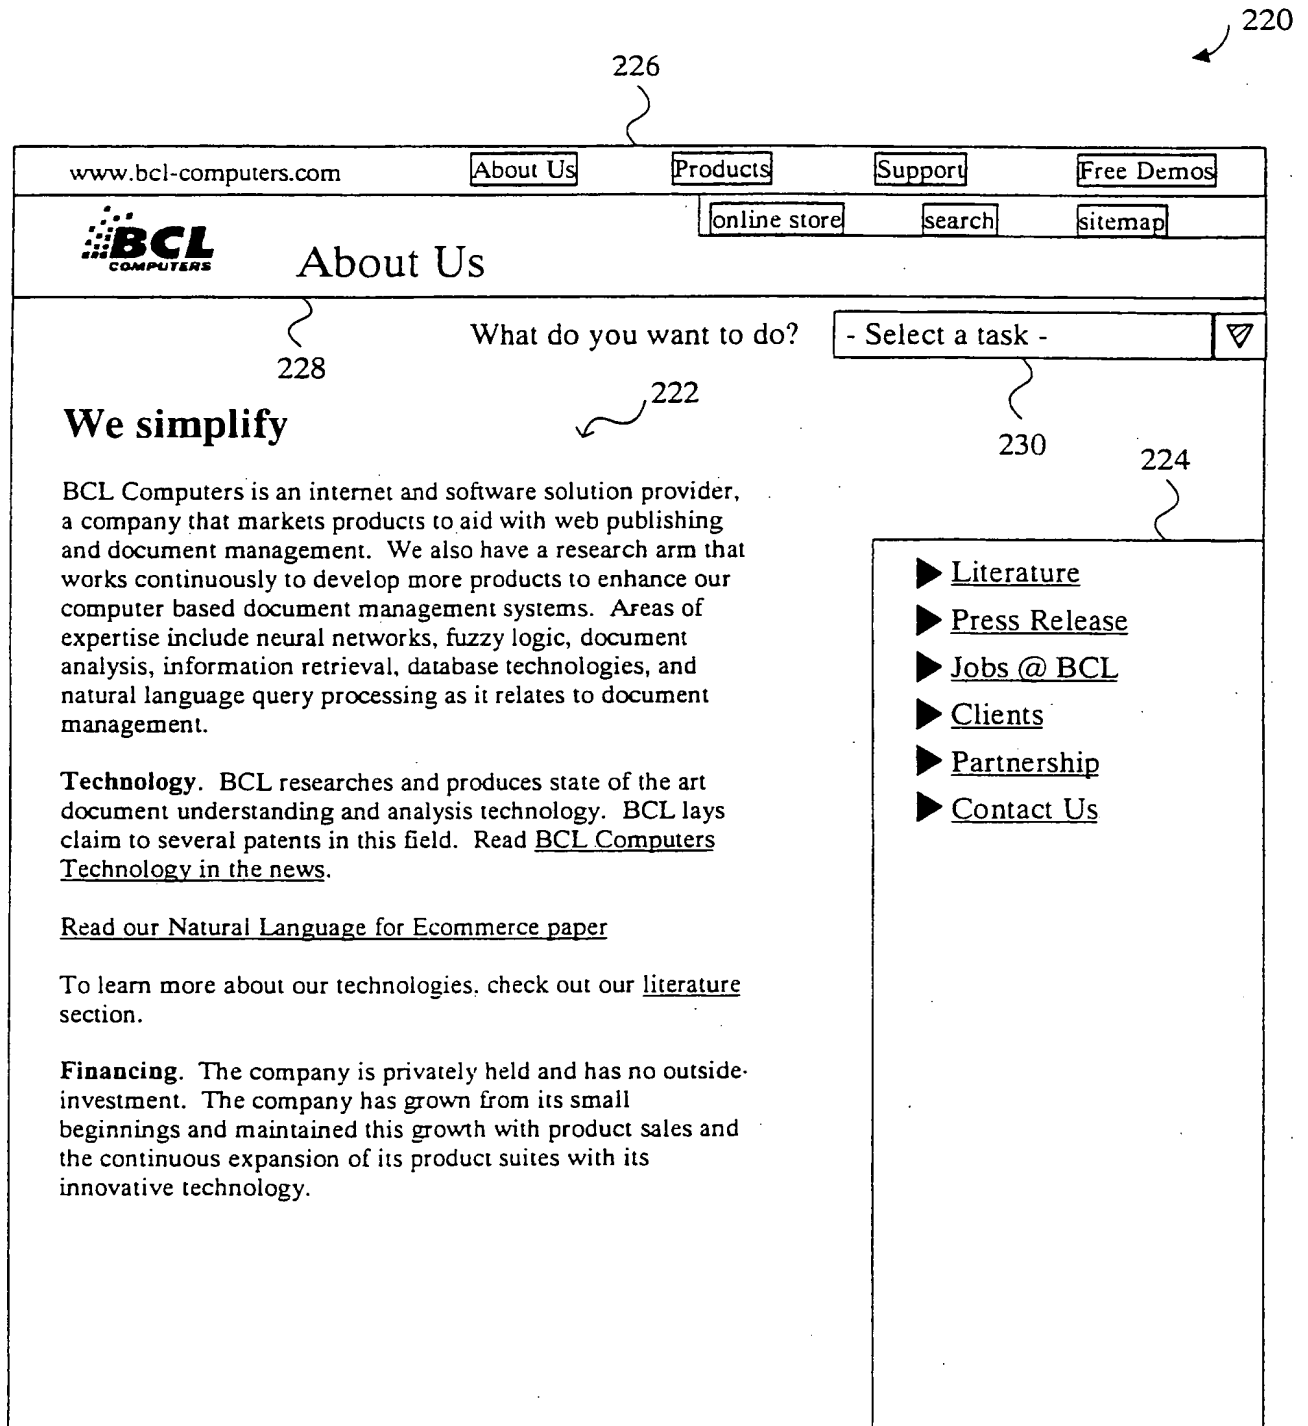 220
226
www.bcl-computers.com About Us Products Support Free Demos
online store search sitemap
BCL
COMPUTERS
About Us
What do you want to do? - Select a task -
228
222
230
224
We simplify
BCL Computers is an internet and software solution provider,
a company that markets products to aid with web publishing
and document management. We also have a research arm that
works continuously to develop more products to enhance our
computer based document management systems. Areas of
expertise include neural networks, fuzzy logic, document
analysis, information retrieval, database technologies, and
natural language query processing as it relates to document
management.
Technology. BCL researches and produces state of the art
document understanding and analysis technology. BCL lays
claim to several patents in this field. Read BCL Computers
Technology in the news.
Read our Natural Language for Ecommerce paper
To learn more about our technologies, check out our literature
section.
Financing. The company is privately held and has no outside
investment. The company has grown from its small
beginnings and maintained this growth with product sales and
the continuous expansion of its product suites with its
innovative technology.
Literature
Press Release
Jobs @ BCL
Clients
Partnership
Contact Us